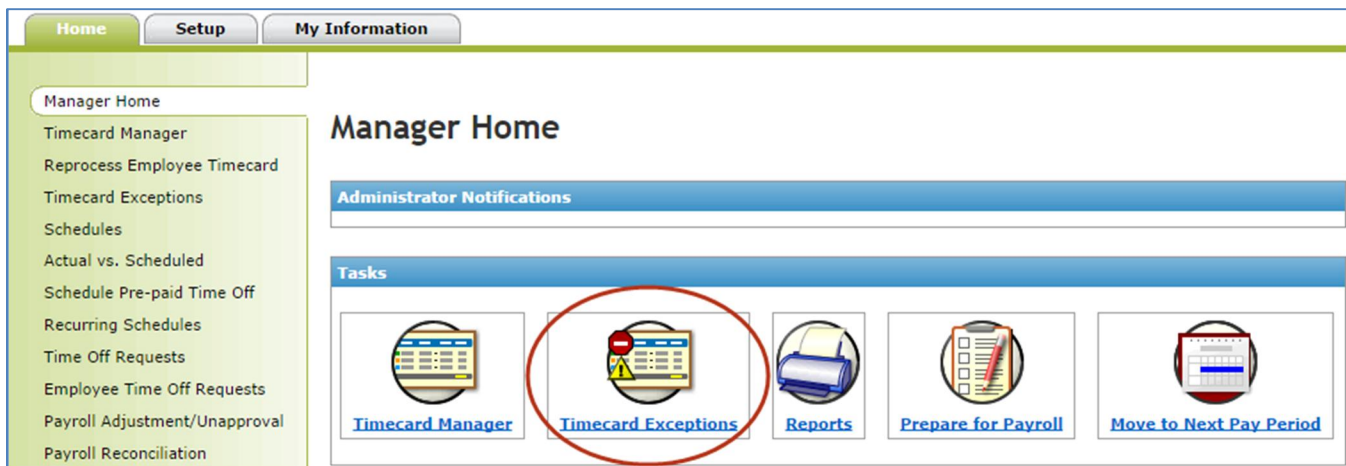 Home Setup My Information
Manager Home
Timecard Manager
Reprocess Employee Timecard
Timecard Exceptions
Schedules
Actual vs. Scheduled
Schedule Pre-paid Time Off
Recurring Schedules
Time Off Requests
Employee Time Off Requests
Payroll Adjustment/Unapproval
Payroll Reconciliation
Manager Home
Administrator Notifications
Tasks
Timecard Manager
Timecard Exceptions
Reports
Prepare for Payroll
Move to Next Pay Period